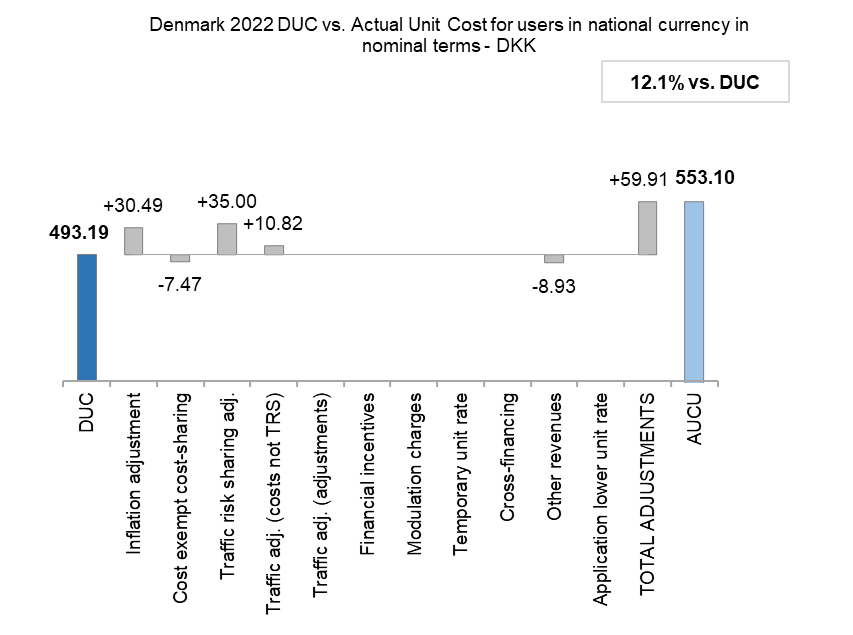 Denmark 2022 DUC vs. Actual Unit Cost for users in national currency in
nominal terms - DKK
12.1% vs. DUC
493.19
+30.49
-7.47
+35.00
+10.82
-8.93
+59.91
553.10
DUC
Inflation adjustment
Cost exempt cost-sharing
Traffic risk sharing adj.
Traffic adj. (costs not TRS)
Traffic adj. (adjustments)
Financial incentives
Modulation charges
Temporary unit rate
Cross-financing
Other revenues
Application lower unit rate
TOTAL ADJUSTMENTS
AUCU